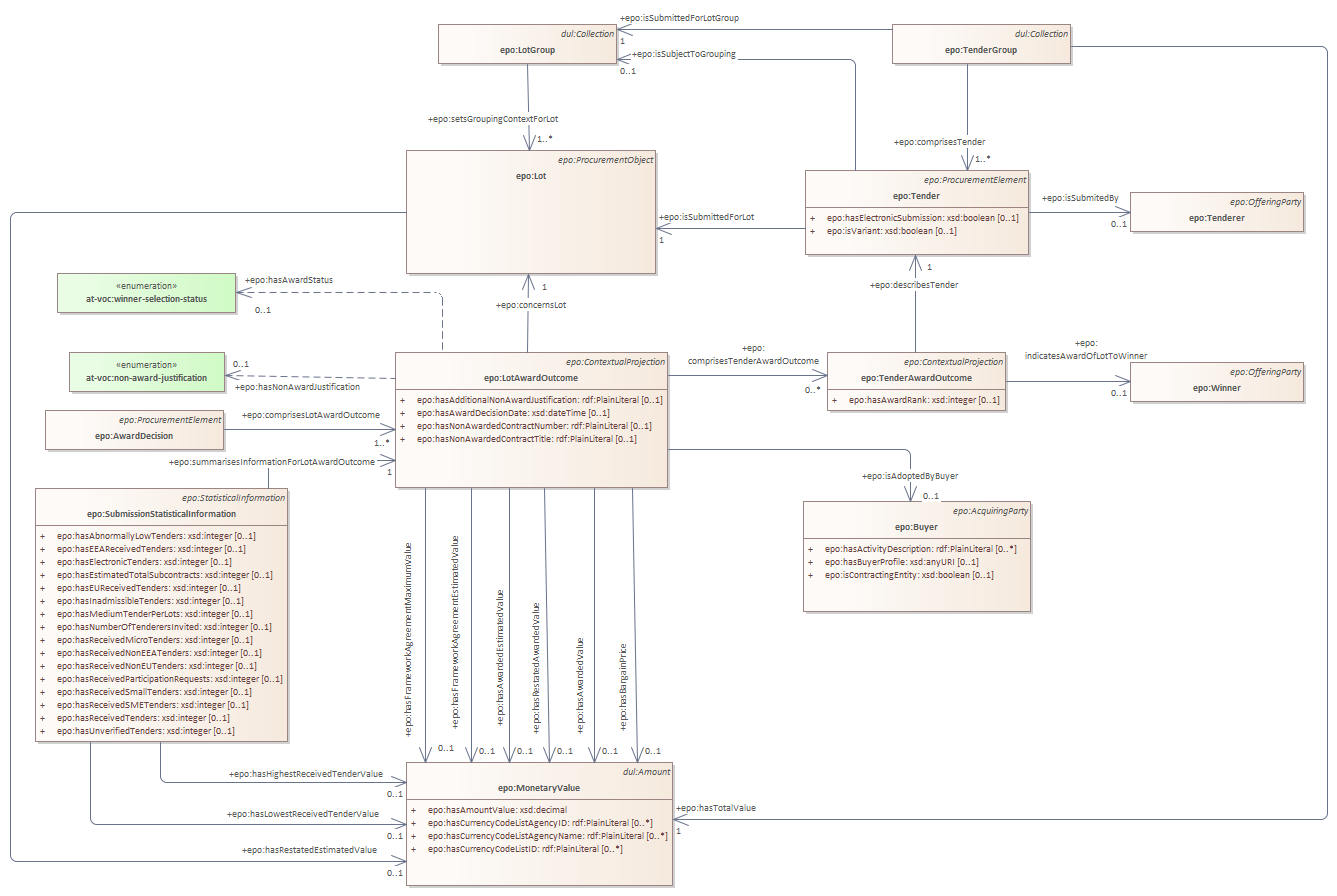 +epo:isSubmittedForLotGroup
1
dul:Collection
epo:LotGroup
dul:Collection
epo:TenderGroup
+epo:isSubjectToGrouping
0..1
+epo:setsGroupingContextForLot
1..*
+epo:comprisesTender
1..*
epo:ProcurementObject
epo:Lot
epo:ProcurementElement
epo:Tender
+ epo:hasElectronicSubmission: xsd:boolean [0..1]
+ epo:isVariant: xsd:boolean [0..1]
+epo:isSubmitedBy
0..1
epo:OfferingParty
epo:Tenderer
+epo:isSubmittedForLot
1
«enumeration»
at-voc:winner-selection-status
+epo:hasAwardStatus
0..1
1
+epo:concernsLot
1
+epo:describesTender
«enumeration»
at-voc:non-award-justification
0..1
+epo:hasNonAwardJustification
epo:ContextualProjection
epo:LotAwardOutcome
+ epo:hasAdditionalNonAwardJustification: rdf:PlainLiteral [0..1]
+ epo:hasAwardDecisionDate: xsd:dateTime [0..1]
+ epo:hasNonAwardedContractNumber: rdf:PlainLiteral [0..1]
+ epo:hasNonAwardedContractTitle: rdf:PlainLiteral [0..1]
+epo:
comprisesTenderAwardOutcome
0..*
epo:ContextualProjection
epo:TenderAwardOutcome
+ epo:hasAwardRank: xsd:integer [0..1]
+epo:
indicatesAwardOfLotToWinner
0..1
epo:OfferingParty
epo:Winner
epo:ProcurementElement
epo:AwardDecision
+epo:comprisesLotAwardOutcome
1..*
+epo:summarisesInformationForLotAwardOutcome
1
+epo:isAdoptedByBuyer
0..1
epo:AcquiringParty
epo:Buyer
+ epo:hasActivityDescription: rdf:PlainLiteral [0..*]
+ epo:hasBuyerProfile: xsd:anyURI [0..1]
+ epo:isContractingEntity: xsd:boolean [0..1]
epo:StatisticalInformation
epo:SubmissionStatisticalInformation
+ epo:hasAbnormallyLowTenders: xsd:integer [0..1]
+ epo:hasEEAReceivedTenders: xsd:integer [0..1]
+ epo:hasElectronicTenders: xsd:integer [0..1]
+ epo:hasEstimatedTotalSubcontracts: xsd:integer [0..1]
+ epo:hasEUReceivedTenders: xsd:integer [0..1]
+ epo:hasInadmissibleTenders: xsd:integer [0..1]
+ epo:hasMediumTenderPerLots: xsd:integer [0..1]
+ epo:hasNumberOfTenderersInvited: xsd:integer [0..1]
+ epo:hasReceivedMicroTenders: xsd:integer [0..1]
+ epo:hasReceivedNonEEATenders: xsd:integer [0..1]
+ epo:hasReceivedNonEUTenders: xsd:integer [0..1]
+ epo:hasReceivedParticipationRequests: xsd:integer [0..1]
+ epo:hasReceivedSmallTenders: xsd:integer [0..1]
+ epo:hasReceivedSMETenders: xsd:integer [0..1]
+ epo:hasReceivedTenders: xsd:integer [0..1]
+ epo:hasUnverifiedTenders: xsd:integer [0..1]
+epo:hasFrameworkAgreementMaximumValue
0..1
+epo:hasFrameworkAgreementEstimatedValue
0..1
+epo:hasAwardedEstimatedValue
0..1
+epo:hasRestatedAwardedValue
0..1
+epo:hasAwardedValue
0..1
+epo:hasBargainPrice
0..1
+epo:hasHighestReceivedTenderValue
0..1
+epo:hasLowestReceivedTenderValue
0..1
+epo:hasRestatedEstimatedValue
0..1
dul:Amount
epo:MonetaryValue
+ epo:hasAmountValue: xsd:decimal
+ epo:hasCurrencyCodeListAgencyID: rdf:PlainLiteral [0..*]
+ epo:hasCurrencyCodeListAgencyName: rdf:PlainLiteral [0..*]
+ epo:hasCurrencyCodeListID: rdf:PlainLiteral [0..*]
+epo:hasTotalValue
1